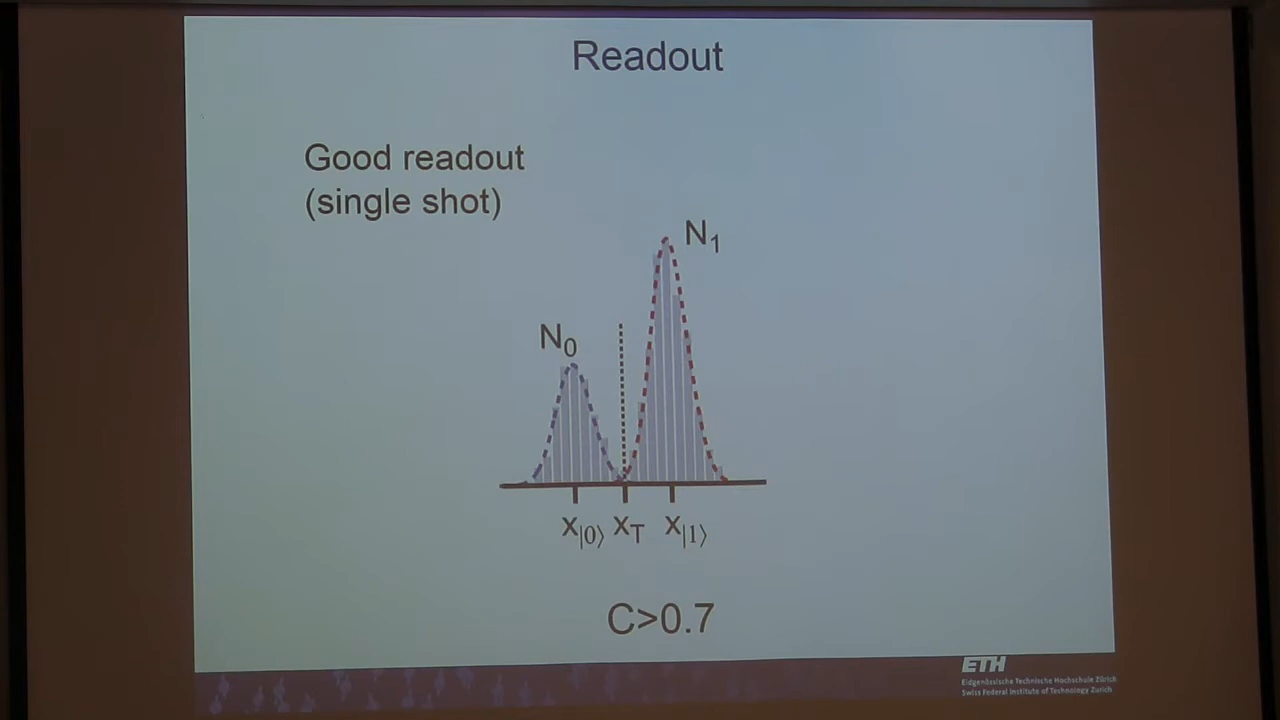 Readout
Good readout
(single shot)
N₁
N₀
x|0⟩ xT x|1⟩
C>0.7
ETH
Eidgenössische Technische Hochschule Zürich
Swiss Federal Institute of Technology Zurich